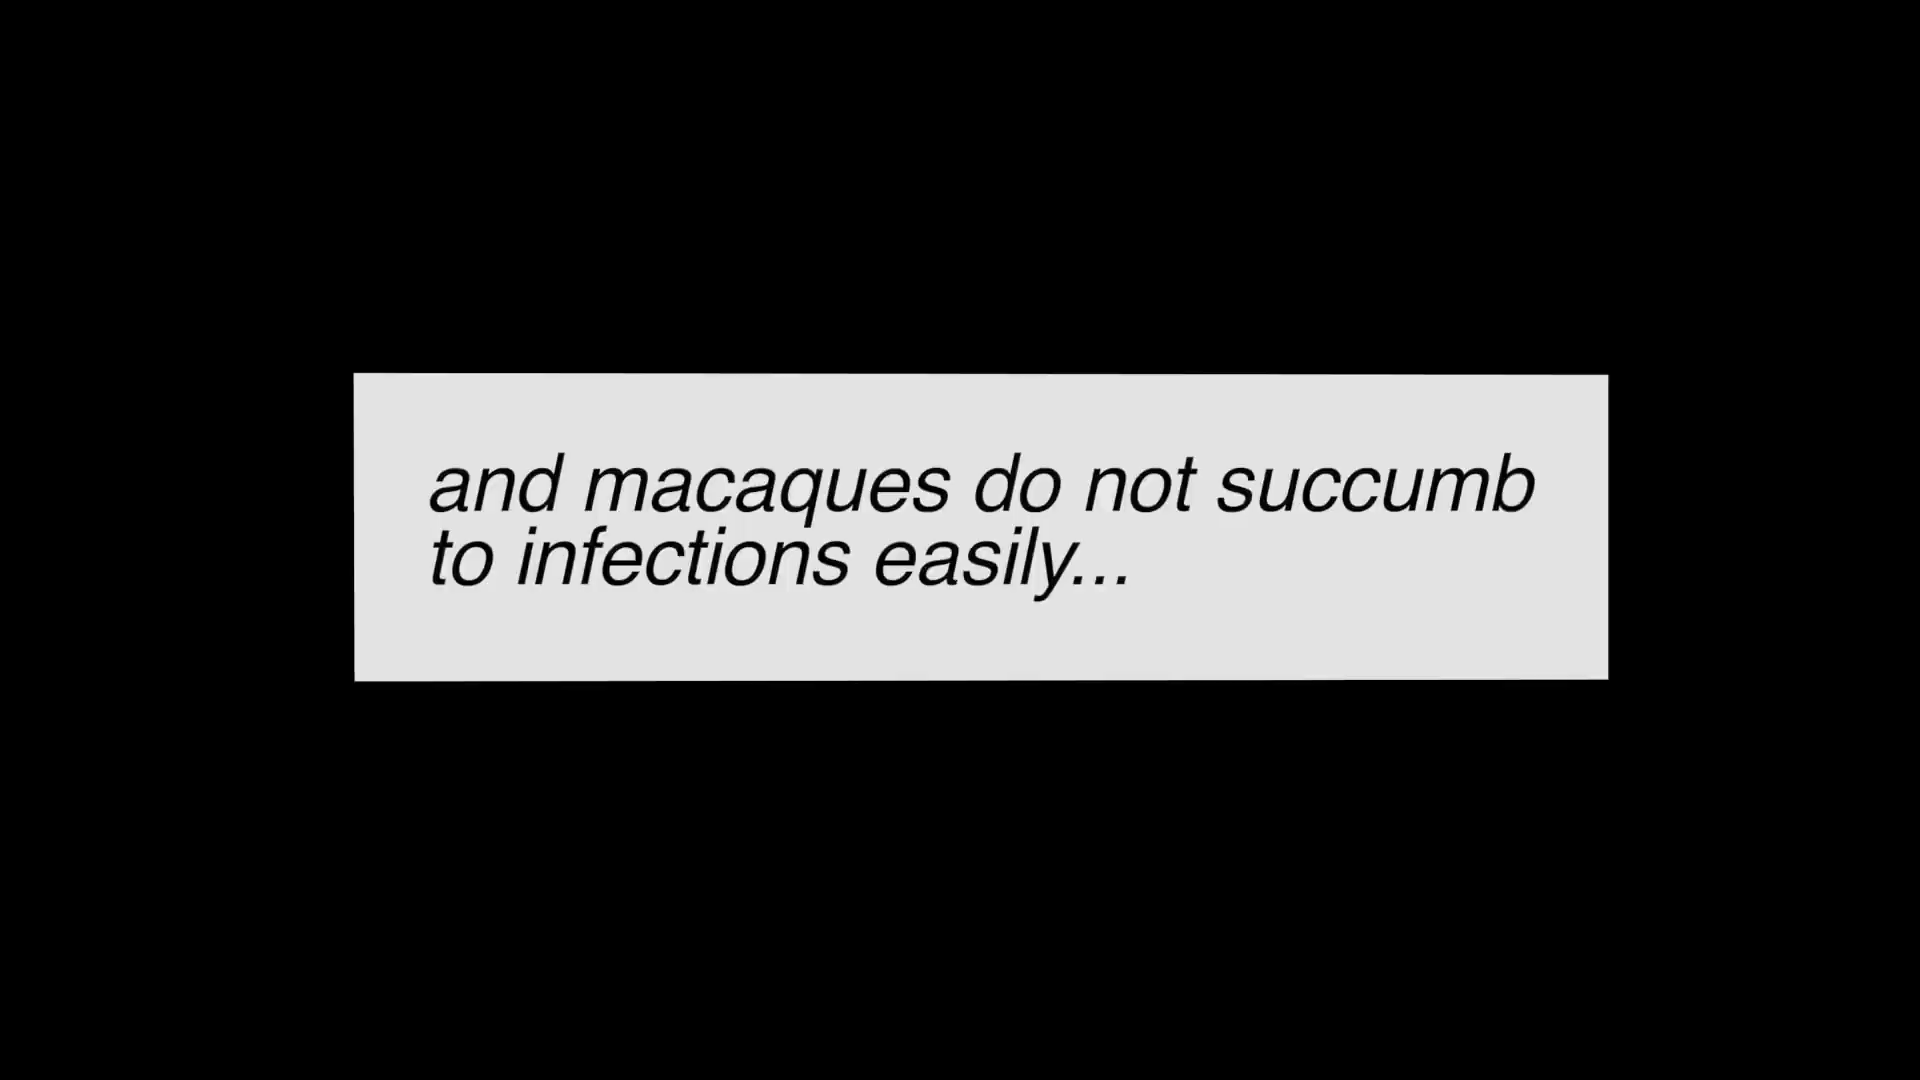 and macaques do not succumb
to infections easily...